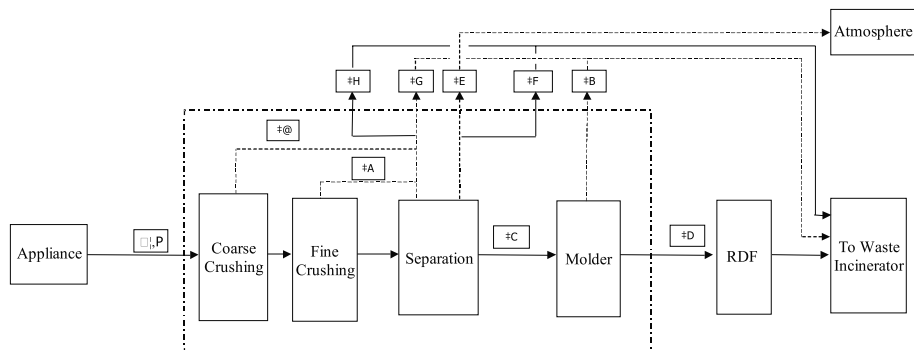 Atmosphere
‡H
‡G
‡E
‡F
‡B
‡@
‡A
□¦,P
Appliance
Coarse
Crushing
Fine
Crushing
Separation
‡C
Molder
‡D
RDF
To Waste
Incinerator